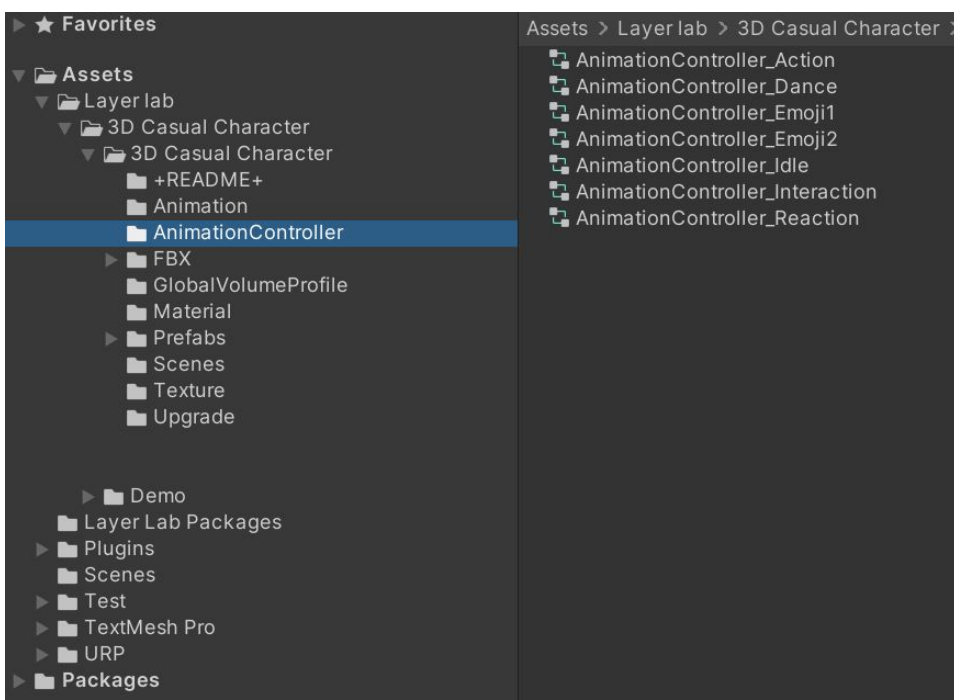 Favorites
Assets
Layer lab
3D Casual Character
3D Casual Character
+README+
Animation
AnimationController
FBX
GlobalVolumeProfile
Material
Prefabs
Scenes
Texture
Upgrade
Demo
Layer Lab Packages
Plugins
Scenes
Test
TextMesh Pro
URP
Packages
Assets > Layer lab > 3D Casual Character >
AnimationController_Action
AnimationController_Dance
AnimationController_Emoji1
AnimationController_Emoji2
AnimationController_Idle
AnimationController_Interaction
AnimationController_Reaction